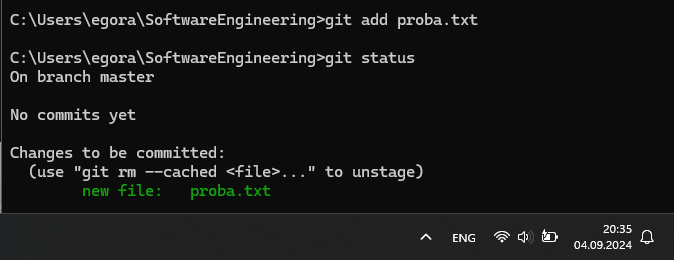 C:\Users\egora\SoftwareEngineering>git add proba.txt
C:\Users\egora\SoftwareEngineering>git status
On branch master
No commits yet
Changes to be committed:
  (use "git rm --cached <file>..." to unstage)
        new file:   proba.txt
ENG
20:35
04.09.2024